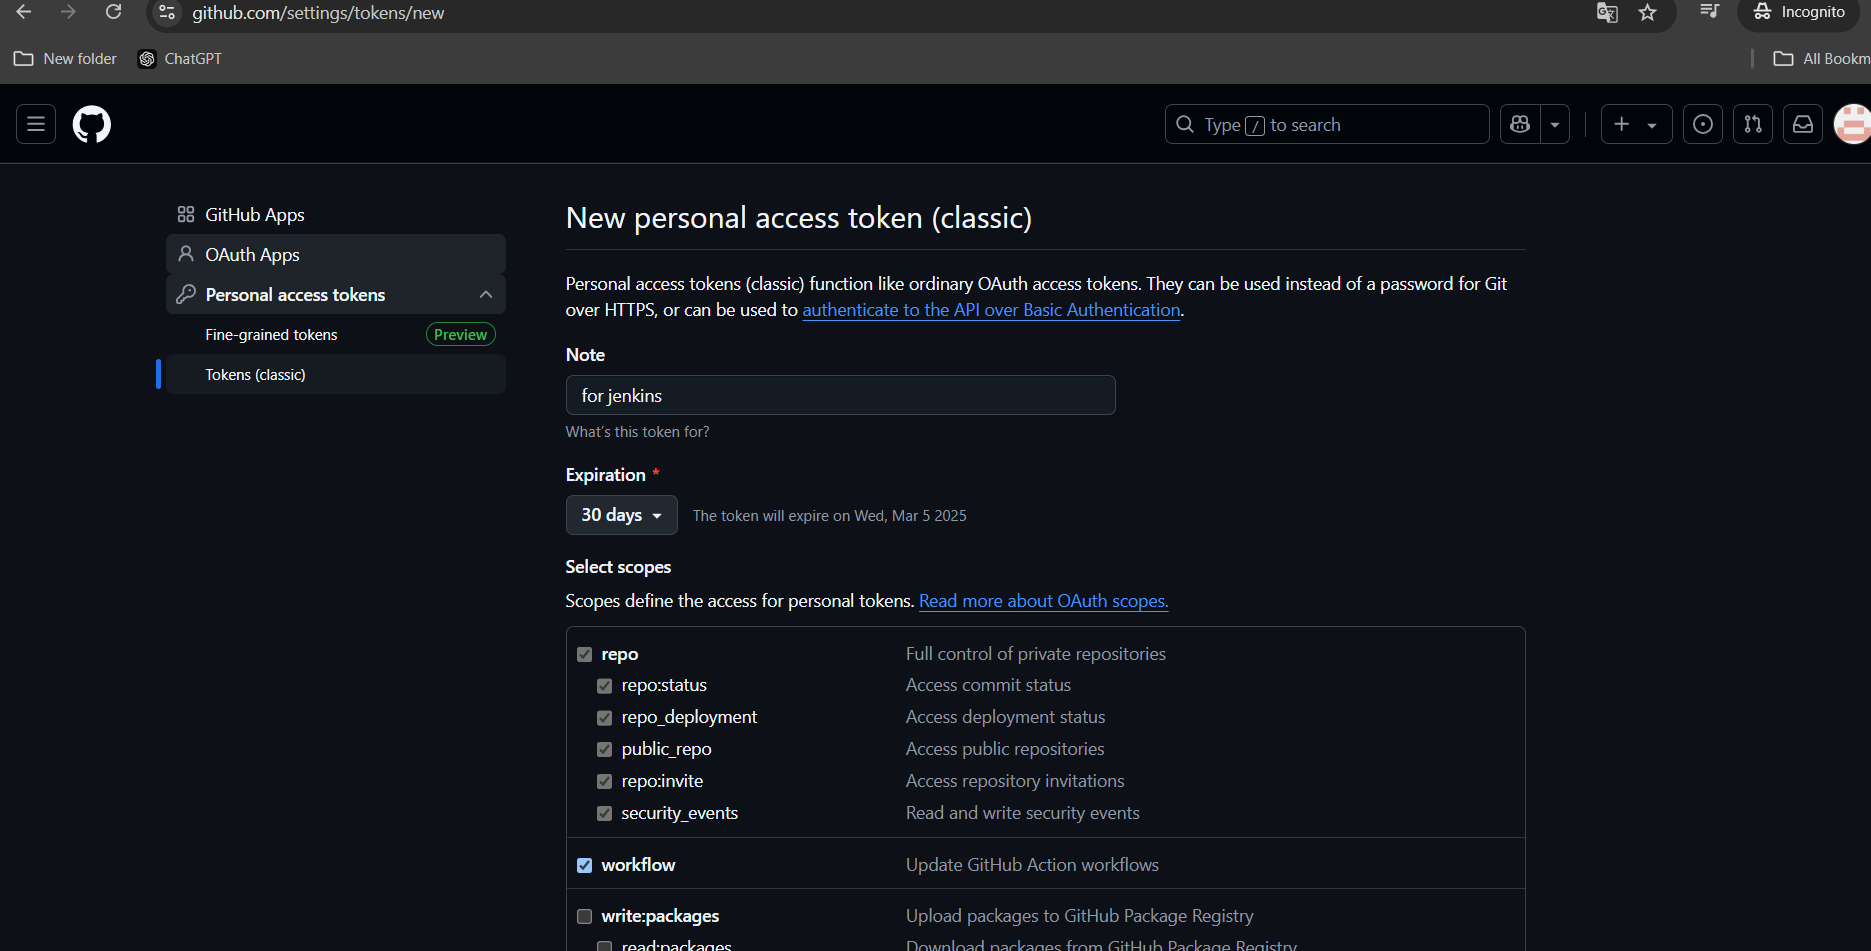 github.com/settings/tokens/new
Incognito
New folder
ChatGPT
All Bookm
Type / to search
GitHub Apps
OAuth Apps
Personal access tokens
Fine-grained tokens
Preview
Tokens (classic)
New personal access token (classic)
Personal access tokens (classic) function like ordinary OAuth access tokens. They can be used instead of a password for Git
over HTTPS, or can be used to authenticate to the API over Basic Authentication.
Note
for jenkins
What's this token for?
Expiration *
30 days
The token will expire on Wed, Mar 5 2025
Select scopes
Scopes define the access for personal tokens. Read more about OAuth scopes.
repo
Full control of private repositories
repo:status
Access commit status
repo_deployment
Access deployment status
public_repo
Access public repositories
repo:invite
Access repository invitations
security_events
Read and write security events
workflow
Update GitHub Action workflows
write:packages
Upload packages to GitHub Package Registry
read:packages
Download packages from GitHub Package Registry